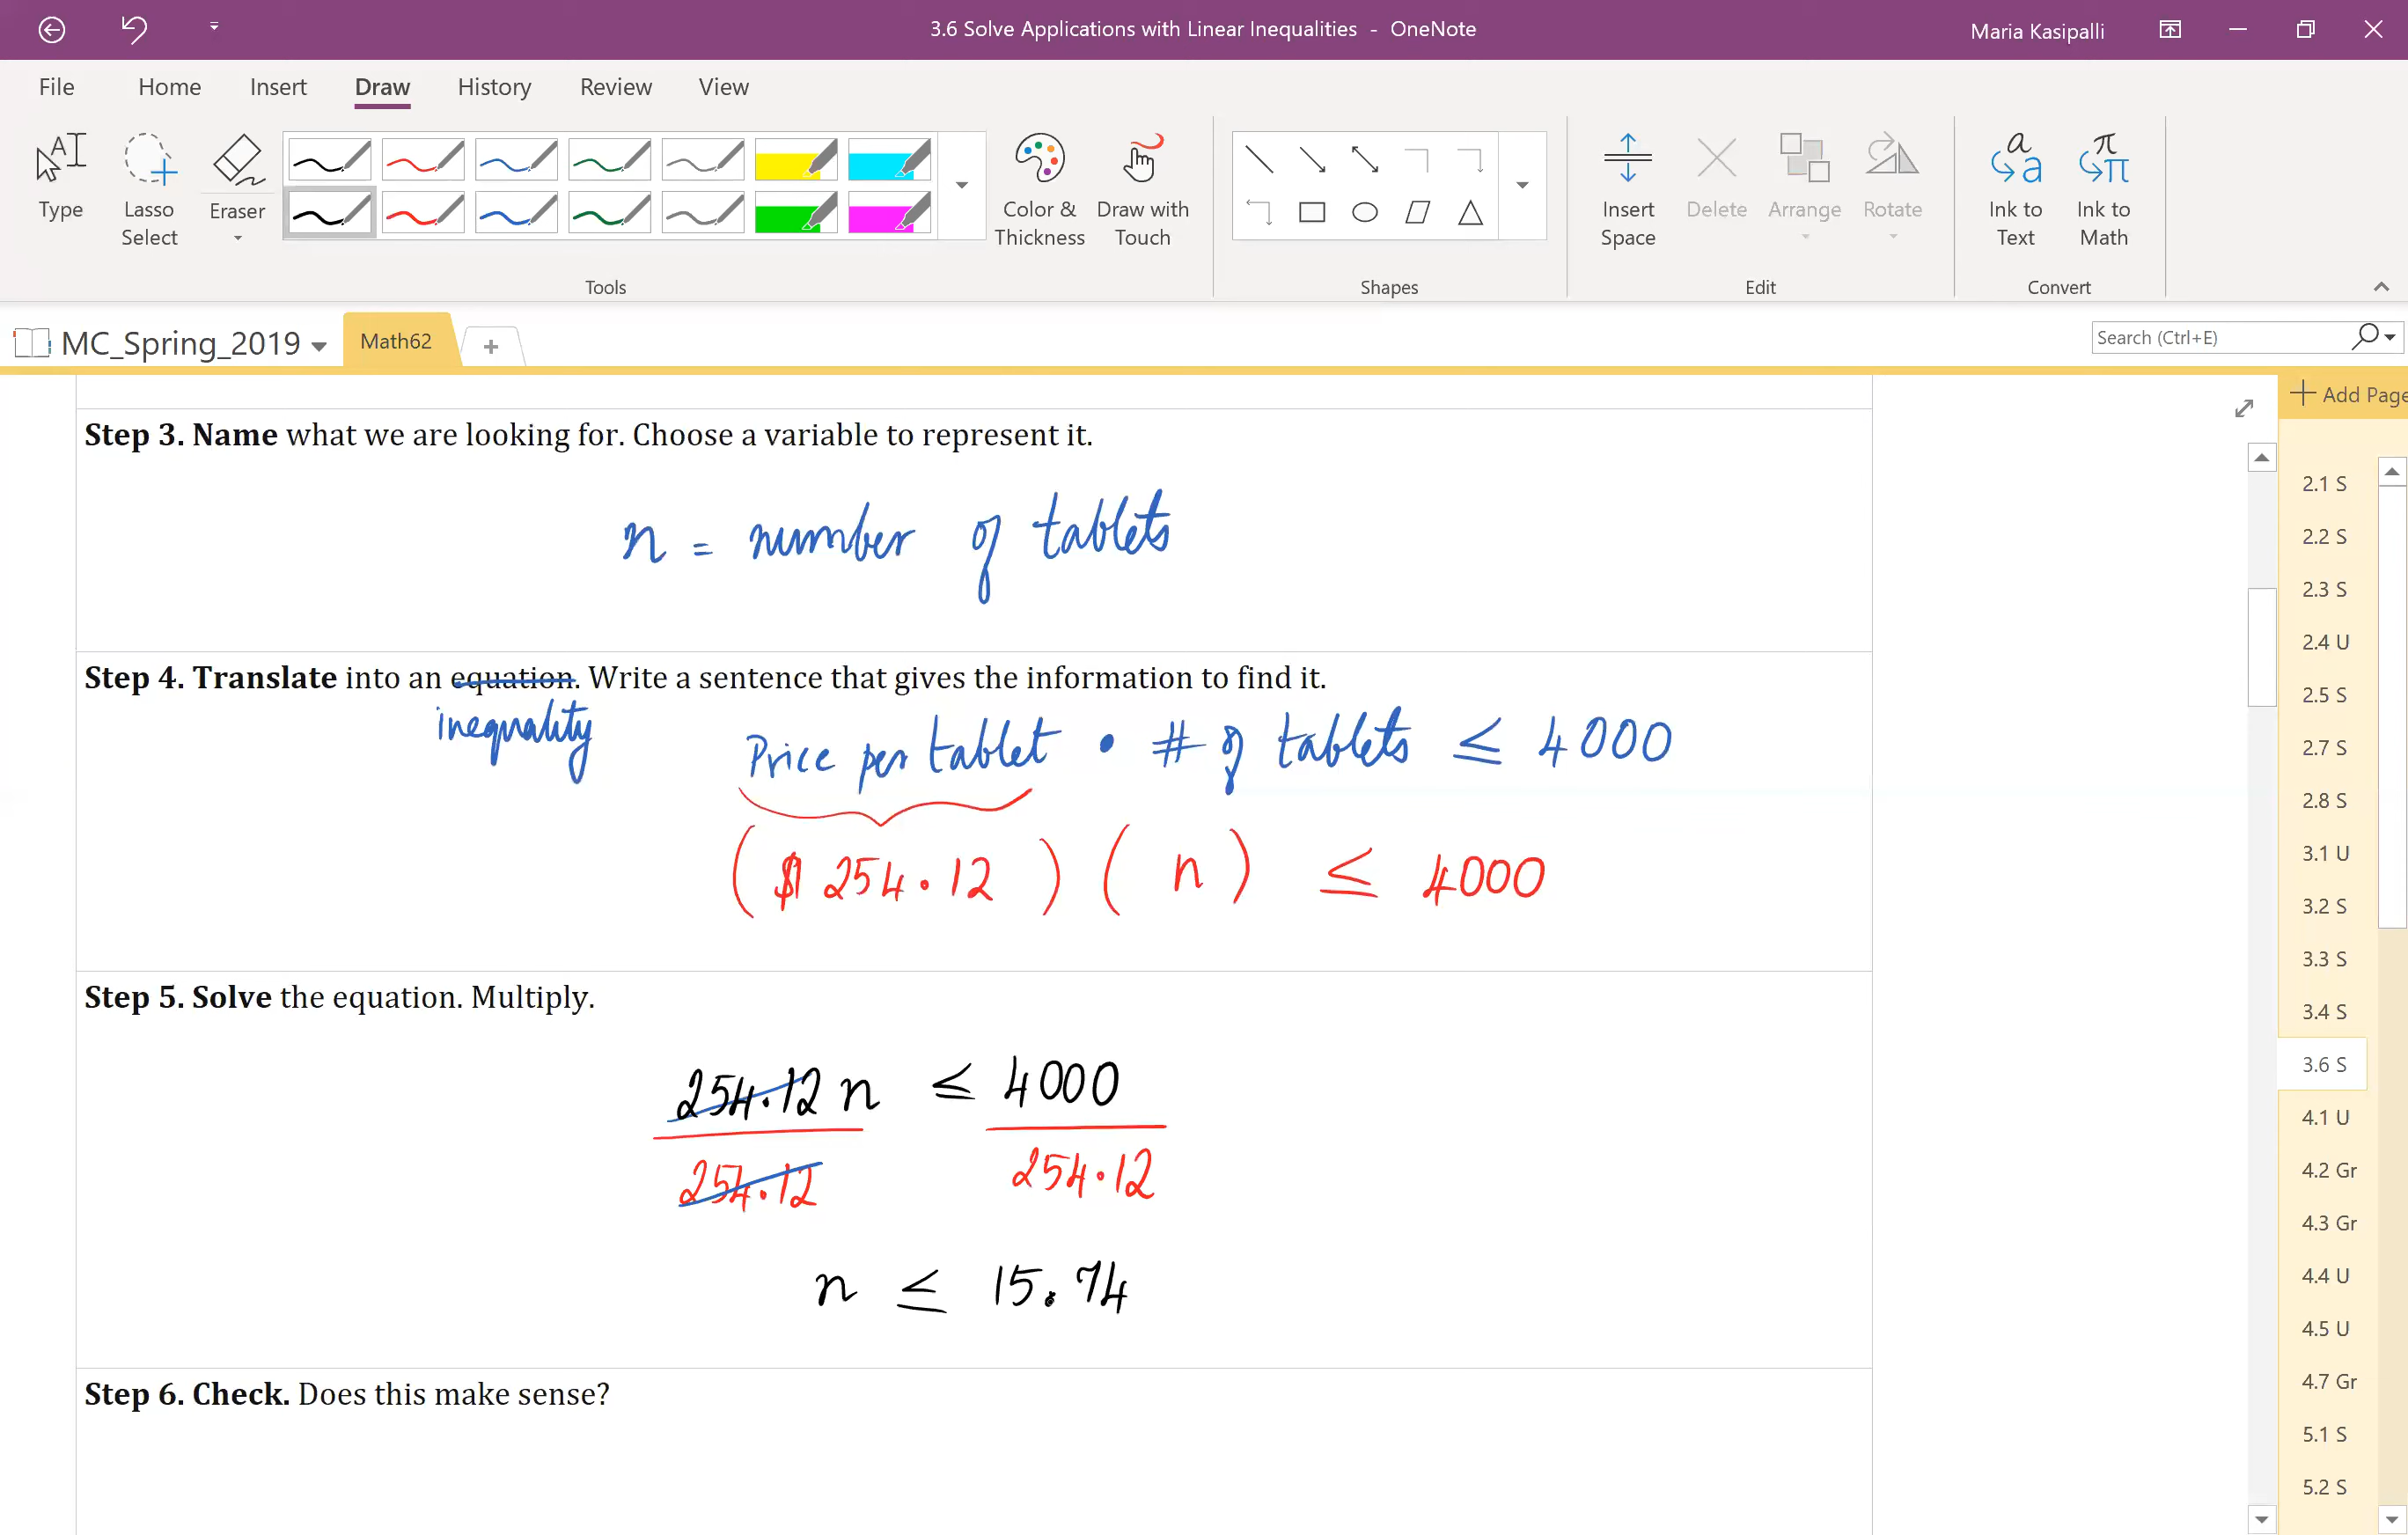 3.6 Solve Applications with Linear Inequalities - OneNote
Maria Kasipalli
File Home Insert Draw History Review View
Type
Lasso Select
Eraser
Color & Thickness
Draw with Touch
Insert Space
Delete
Arrange
Rotate
a a
Ink to Text
π π
Ink to Math
Tools Shapes Edit Convert
MC_Spring_2019 Math62
Search (Ctrl+E)
Add Page
Step 3. Name what we are looking for. Choose a variable to represent it.
n = number of tablets
Step 4. Translate into an equation. Write a sentence that gives the information to find it.
inequality
Price per tablet • # of tablets ≤ 4000
($ 254.12) (n) ≤ 4000
Step 5. Solve the equation. Multiply.
254.12 n ≤ 4000
254.12 254.12
n ≤ 15.74
Step 6. Check. Does this make sense?
2.1 S
2.2 S
2.3 S
2.4 U
2.5 S
2.7 S
2.8 S
3.1 U
3.2 S
3.3 S
3.4 S
3.6 S
4.1 U
4.2 Gr
4.3 Gr
4.4 U
4.5 U
4.7 Gr
5.1 S
5.2 S